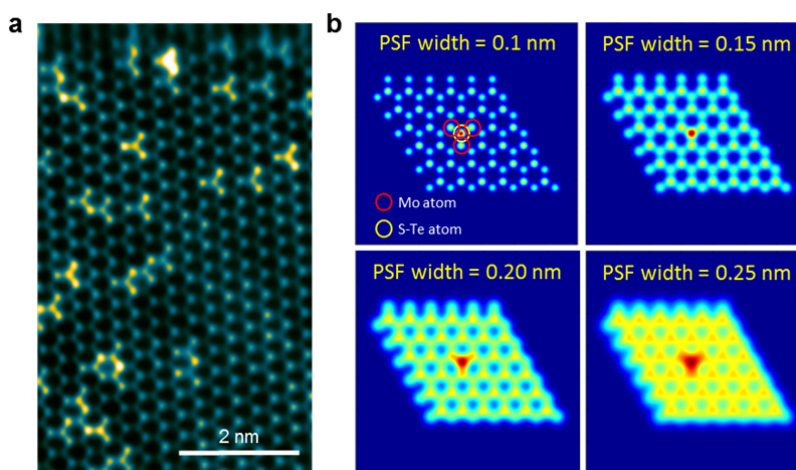 a
2 nm
b
PSF width = 0.1 nm
Mo atom
S-Te atom
PSF width = 0.15 nm
PSF width = 0.20 nm
PSF width = 0.25 nm